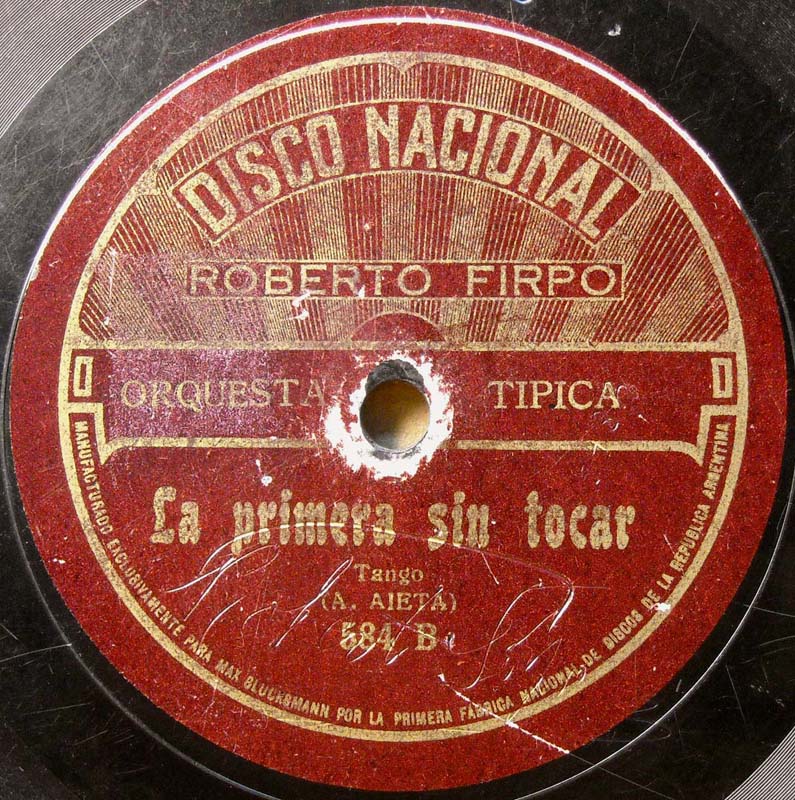 DISCO NACIONAL
ROBERTO FIRPO
ORQUESTA TIPICA
La primera sin tocar
Tango
(A. AIETA)
584 B
MANUFACTURADO EXCLUSIVAMENTE PARA MAX GLUCKSMANN POR LA PRIMERA FÁBRICA NACIONAL DE DISCOS DE LA REPUBLICA ARGENTINA